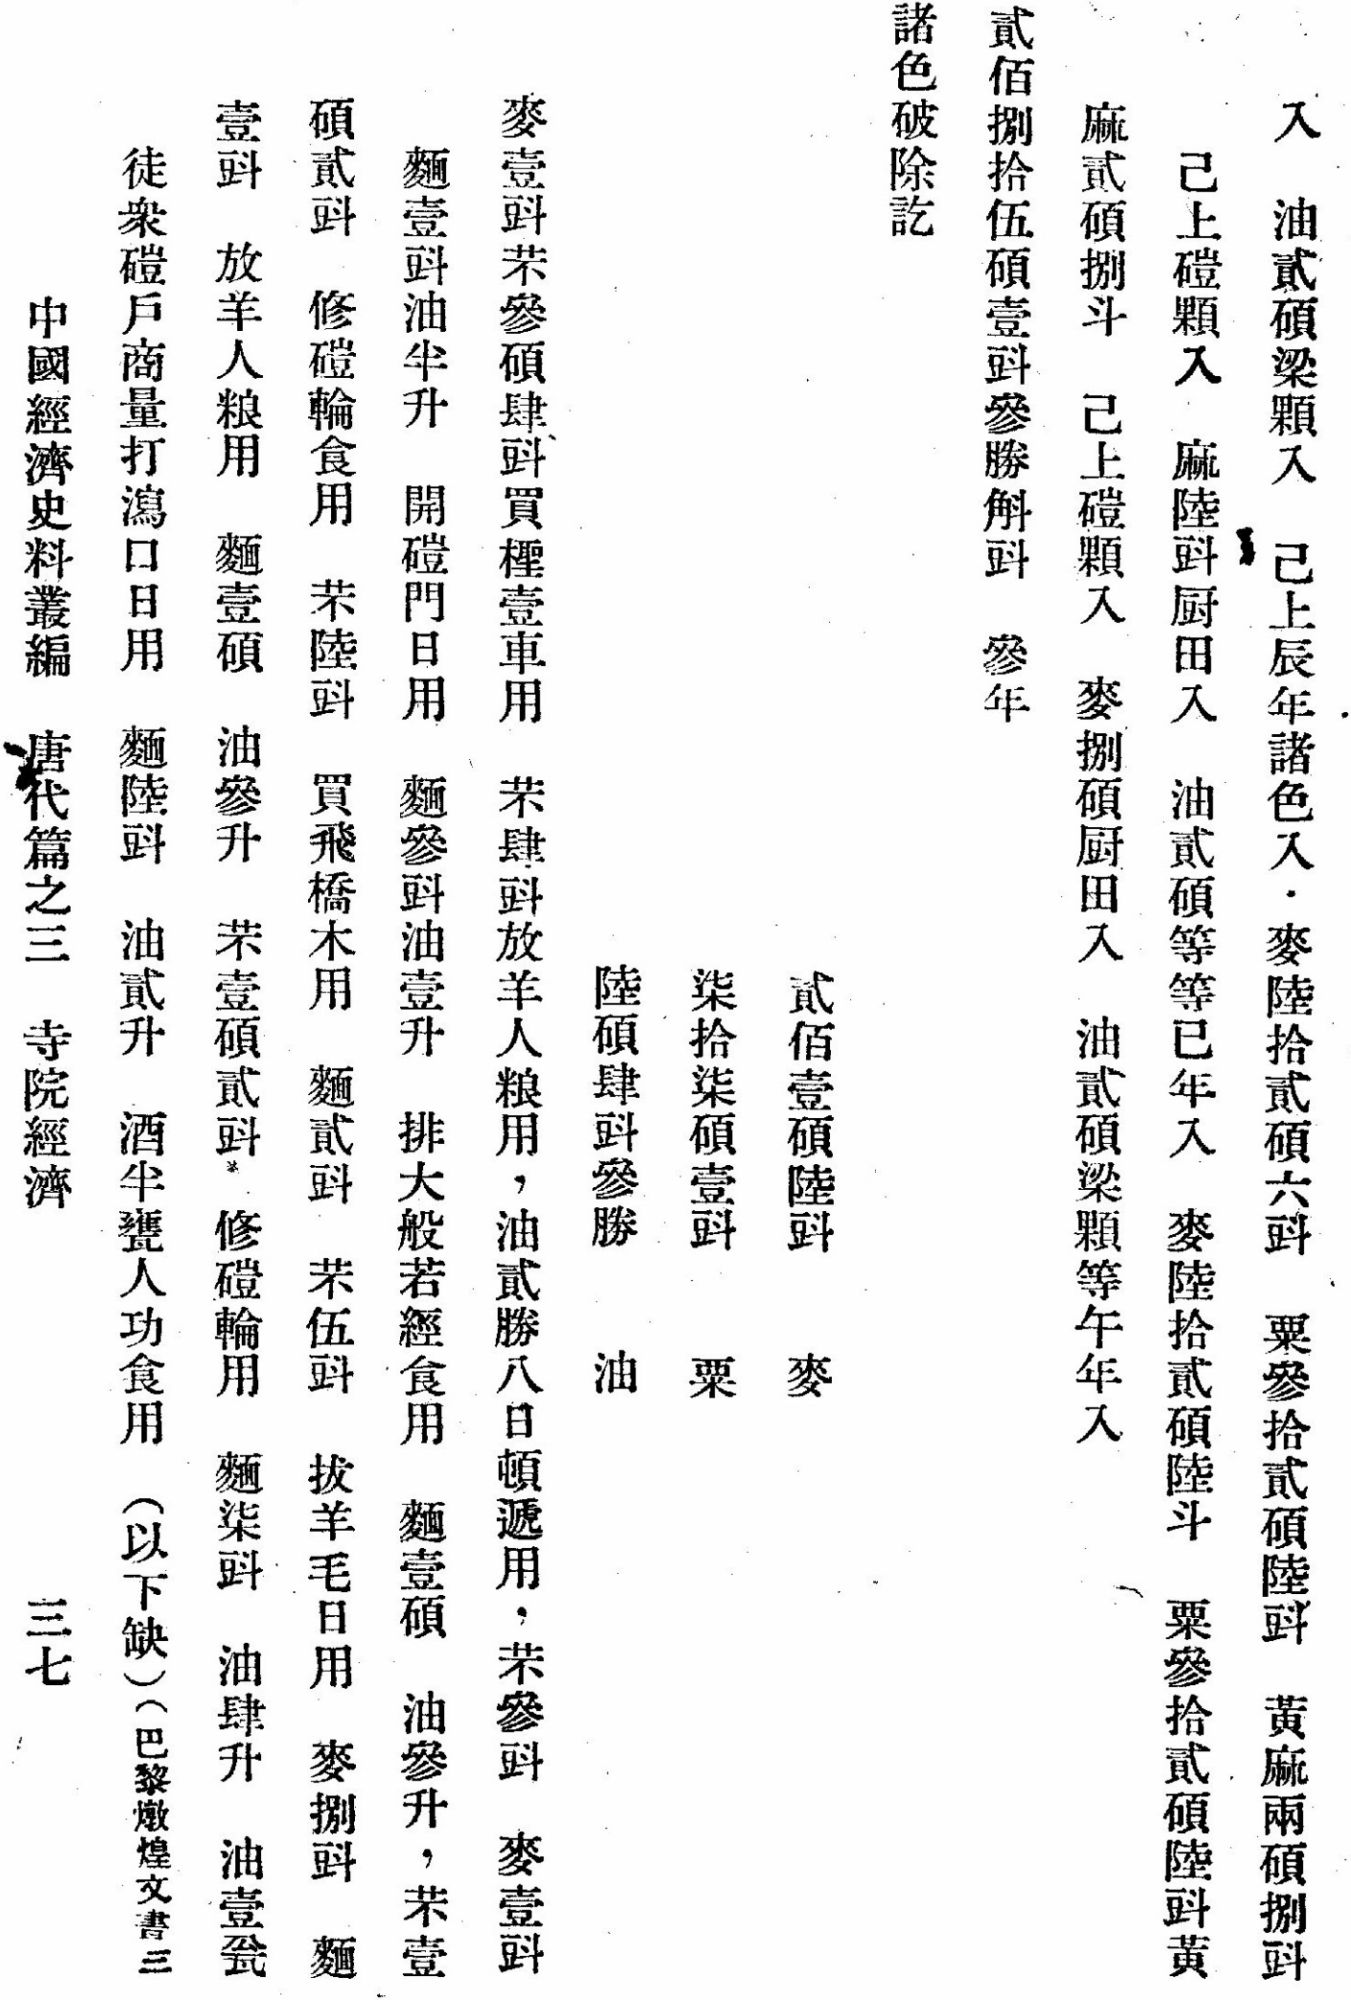 入　油貳碩梁顆入　己上辰年諸色入．麥陸拾貳碩六㪷　粟參拾貳碩陸㪷　黃麻兩碩捌㪷
己上磑顆入　麻陸㪷厨田入　油貳碩等等已年入　麥陸拾貳碩陸斗　粟參拾貳碩陸㪷黃
麻貳碩捌斗　己上磑顆入　麥捌碩厨田入　油貳碩梁顆等午年入
貳佰捌拾伍碩壹㪷參勝斛㪷　參年
諸色破除訖
貳佰壹碩陸㪷　　麥
柒拾柒碩壹㪷　　粟
陸碩肆㪷參勝　　油
麥壹㪷䒫參碩肆㪷買檉壹車用　䒫肆㪷放羊人粮用，油貳勝八日頓遞用，䒫參㪷　麥壹㪷
麵壹㪷油半升　開磑門日用　麵參㪷油壹升　排大般若經食用　麵壹碩　油參升，䒫壹
碩貳㪷　修磑輪食用　䒫陸㪷　買飛橋木用　麵貳㪷　䒫伍㪷　拔羊毛日用　麥捌㪷　麵
壹㪷　放羊人粮用　麵壹碩　油參升　䒫壹碩貳㪷　修磑輪用　麵柒㪷　油肆升　油壹㼜
徒衆磑戶商量打瀉口日用　麵陸㪷　油貳升　酒半甕人功食用　（以下缺）（巴黎燉煌文書三
中國經濟史料叢編　唐代篇之三　寺院經濟　三七